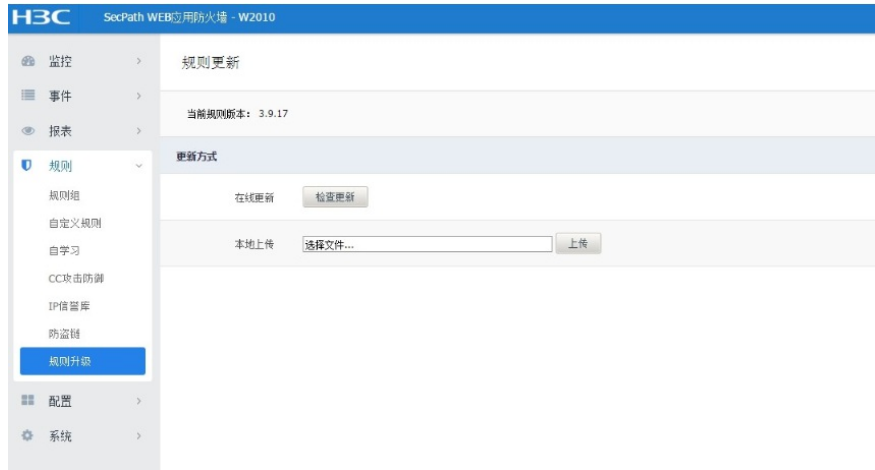 H3C SecPath WEB应用防火墙 - W2010
监控
事件
报表
规则
规则组
自定义规则
自学习
CC攻击防御
IP信誉库
防盗链
规则升级
配置
系统
规则更新
当前规则版本: 3.9.17
更新方式
在线更新 检查更新
本地上传 选择文件... 上传